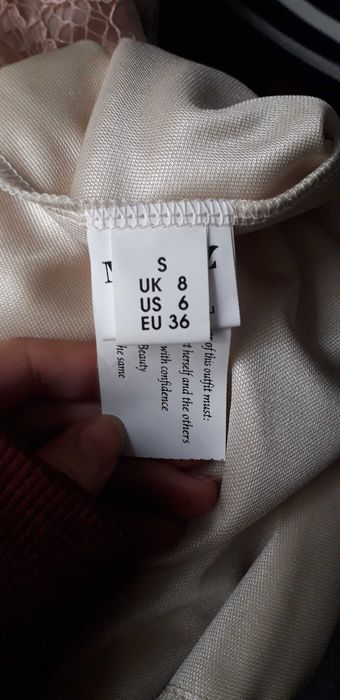 S
UK 8
US 6
EU 36
of this outfit must:
herself and the others
with confidence
Beauty
he same